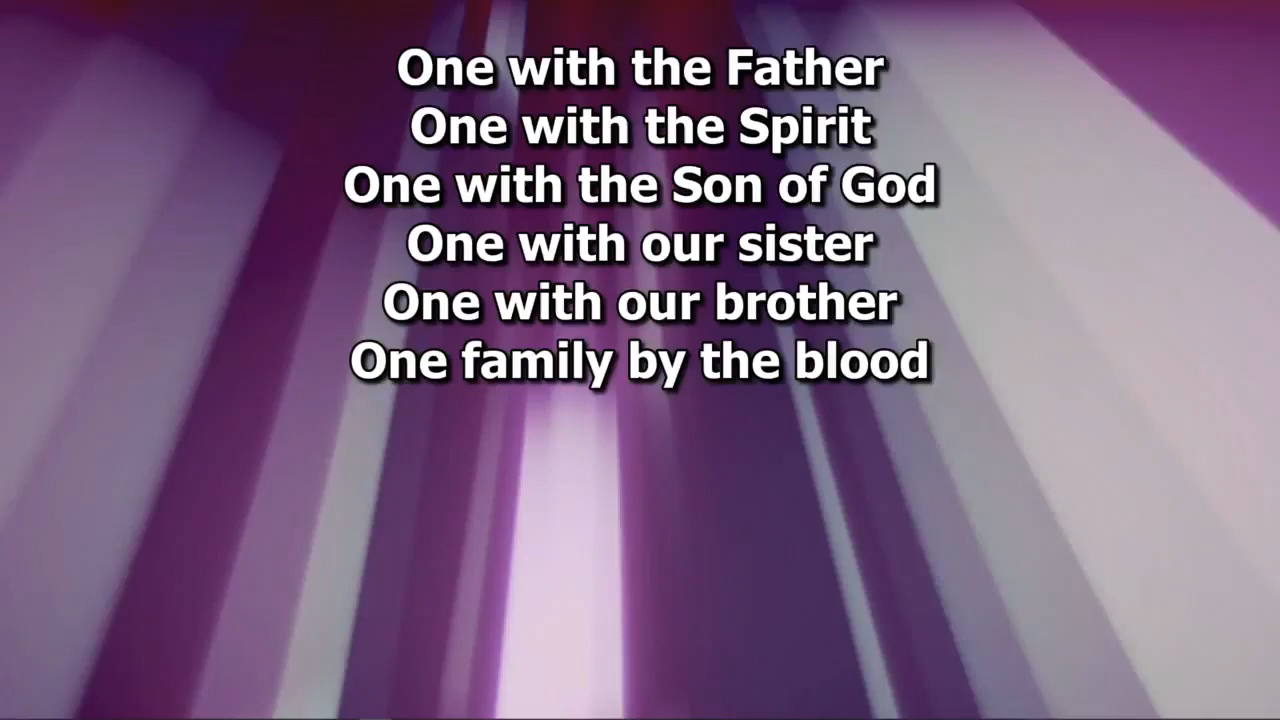 One with the Father
One with the Spirit
One with the Son of God
One with our sister
One with our brother
One family by the blood